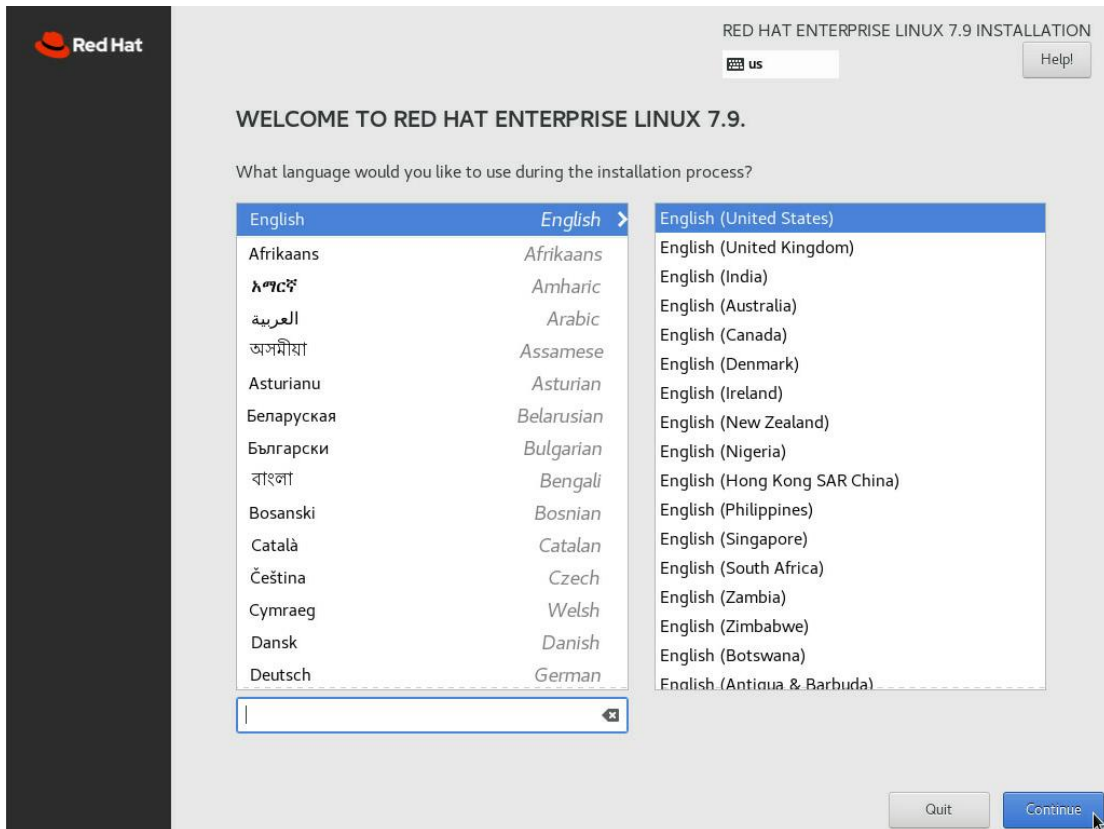 Red Hat
RED HAT ENTERPRISE LINUX 7.9 INSTALLATION
us
Help!
WELCOME TO RED HAT ENTERPRISE LINUX 7.9.
What language would you like to use during the installation process?
English English
Afrikaans Afrikaans
አማርኛ Amharic
العربية Arabic
অসমীয়া Assamese
Asturianu Asturian
Беларуская Belarusian
Български Bulgarian
বাংলা Bengali
Bosanski Bosnian
Català Catalan
Čeština Czech
Cymraeg Welsh
Dansk Danish
Deutsch German
English (United States)
English (United Kingdom)
English (India)
English (Australia)
English (Canada)
English (Denmark)
English (Ireland)
English (New Zealand)
English (Nigeria)
English (Hong Kong SAR China)
English (Philippines)
English (Singapore)
English (South Africa)
English (Zambia)
English (Zimbabwe)
English (Botswana)
English (Antigua & Barbuda)
Quit
Continue